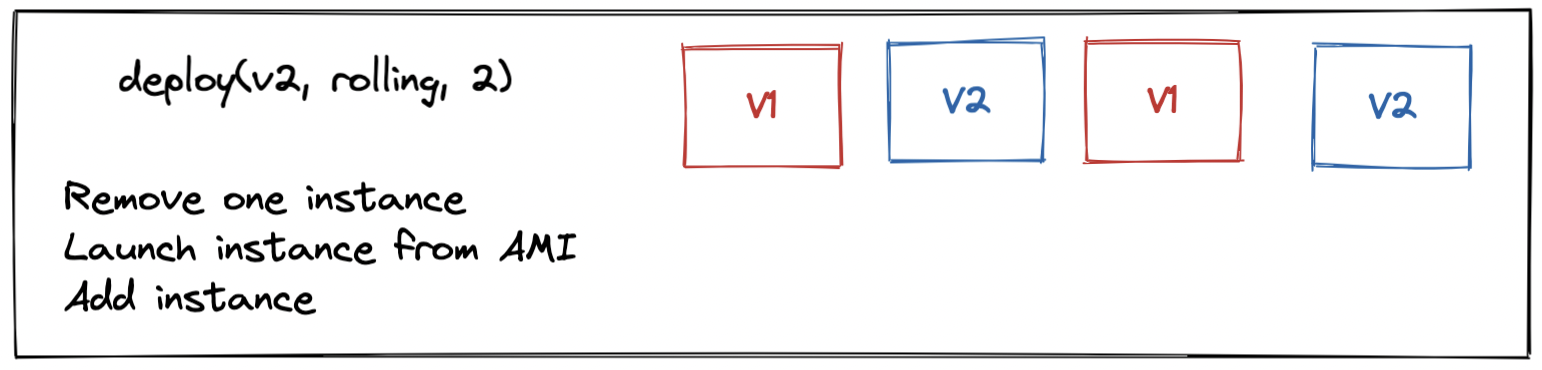 deploy(v2, rolling, 2)
V1
V2
V1
V2
Remove one instance
Launch instance from AMI
Add instance